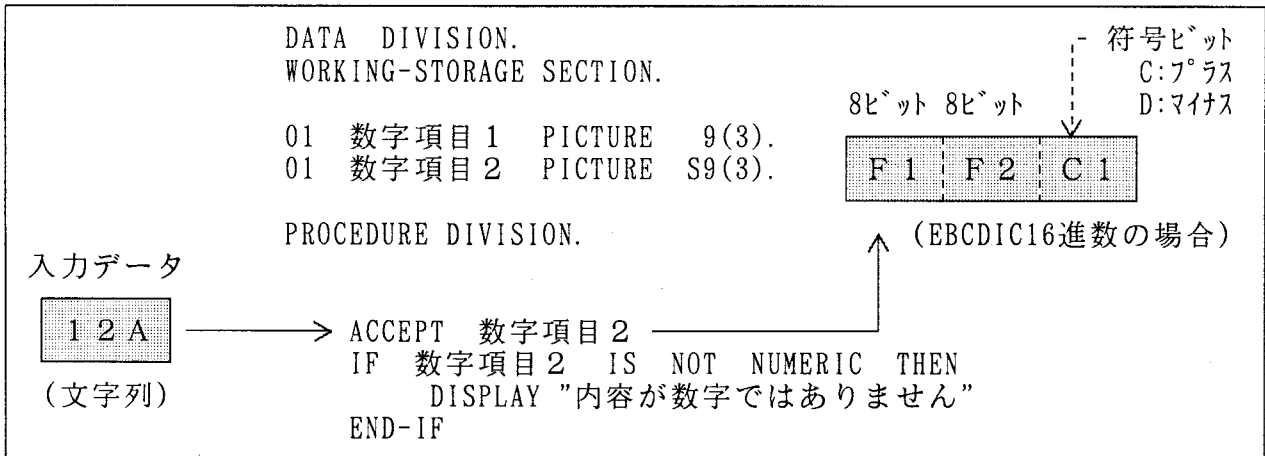 DATA DIVISION.
WORKING-STORAGE SECTION.
符号ビット
C:プラス
D:マイナス
8ビット 8ビット
01 数字項目1 PICTURE 9(3).
01 数字項目2 PICTURE S9(3).
F1 F2 C1
PROCEDURE DIVISION.
(EBCDIC16進数の場合)
入力データ
12A
(文字列)
ACCEPT 数字項目2
IF 数字項目2 IS NOT NUMERIC THEN
DISPLAY "内容が数字ではありません"
END-IF